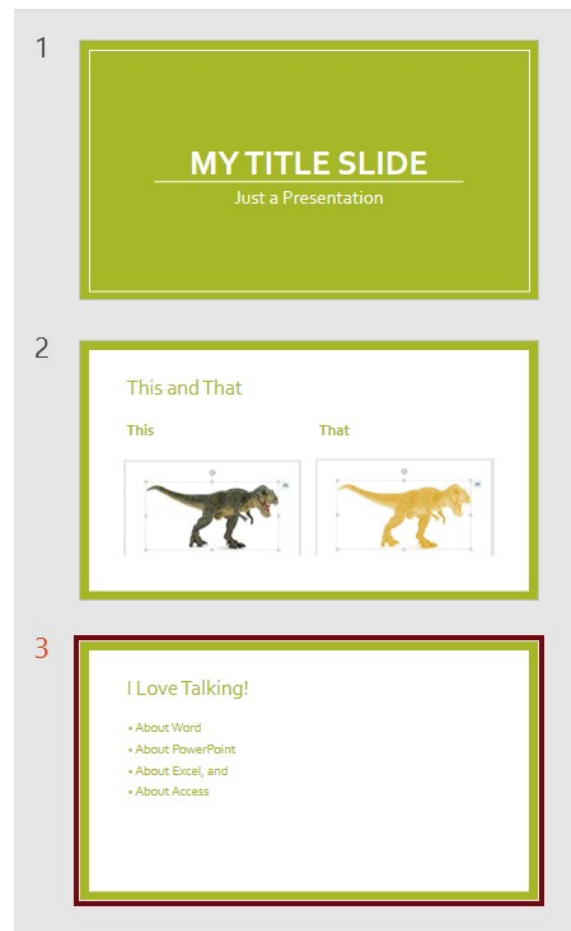 1
MY TITLE SLIDE
Just a Presentation
2
This and That
This That
3
I Love Talking!
• About Word
• About PowerPoint
• About Excel, and
• About Access